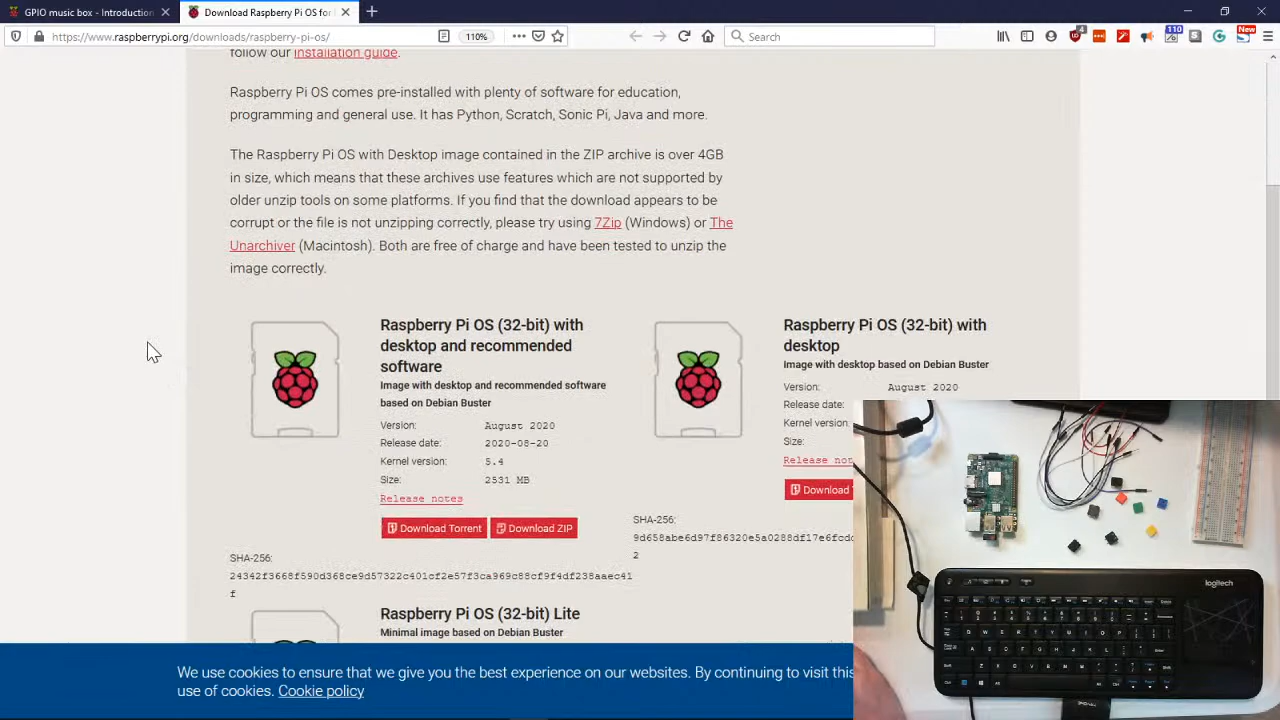 GPIO music box - Introduction
Download Raspberry Pi OS for
https://www.raspberrypi.org/downloads/raspberry-pi-os/
110%
Search
110
New
follow our installation guide.
Raspberry Pi OS comes pre-installed with plenty of software for education,
programming and general use. It has Python, Scratch, Sonic Pi, Java and more.
The Raspberry Pi OS with Desktop image contained in the ZIP archive is over 4GB
in size, which means that these archives use features which are not supported by
older unzip tools on some platforms. If you find that the download appears to be
corrupt or the file is not unzipping correctly, please try using 7Zip (Windows) or The
Unarchiver (Macintosh). Both are free of charge and have been tested to unzip the
image correctly.
Raspberry Pi OS (32-bit) with
desktop and recommended
software
Image with desktop and recommended software
based on Debian Buster
Version: August 2020
Release date: 2020-08-20
Kernel version: 5.4
Size: 2531 MB
Release notes
Download Torrent Download ZIP
SHA-256:
24342f3668f590d368ce9d57322c401cf2e57f3ca969c88cf9f4df238aaec41
f
Raspberry Pi OS (32-bit) with
desktop
Image with desktop based on Debian Buster
Version: August 2020
Release date:
Kernel version:
Size:
Release not
Download
SHA-256:
2
Raspberry Pi OS (32-bit) Lite
Minimal image based on Debian Buster
We use cookies to ensure that we give you the best experience on our websites. By continuing to visit this
use of cookies. Cookie policy
logitech